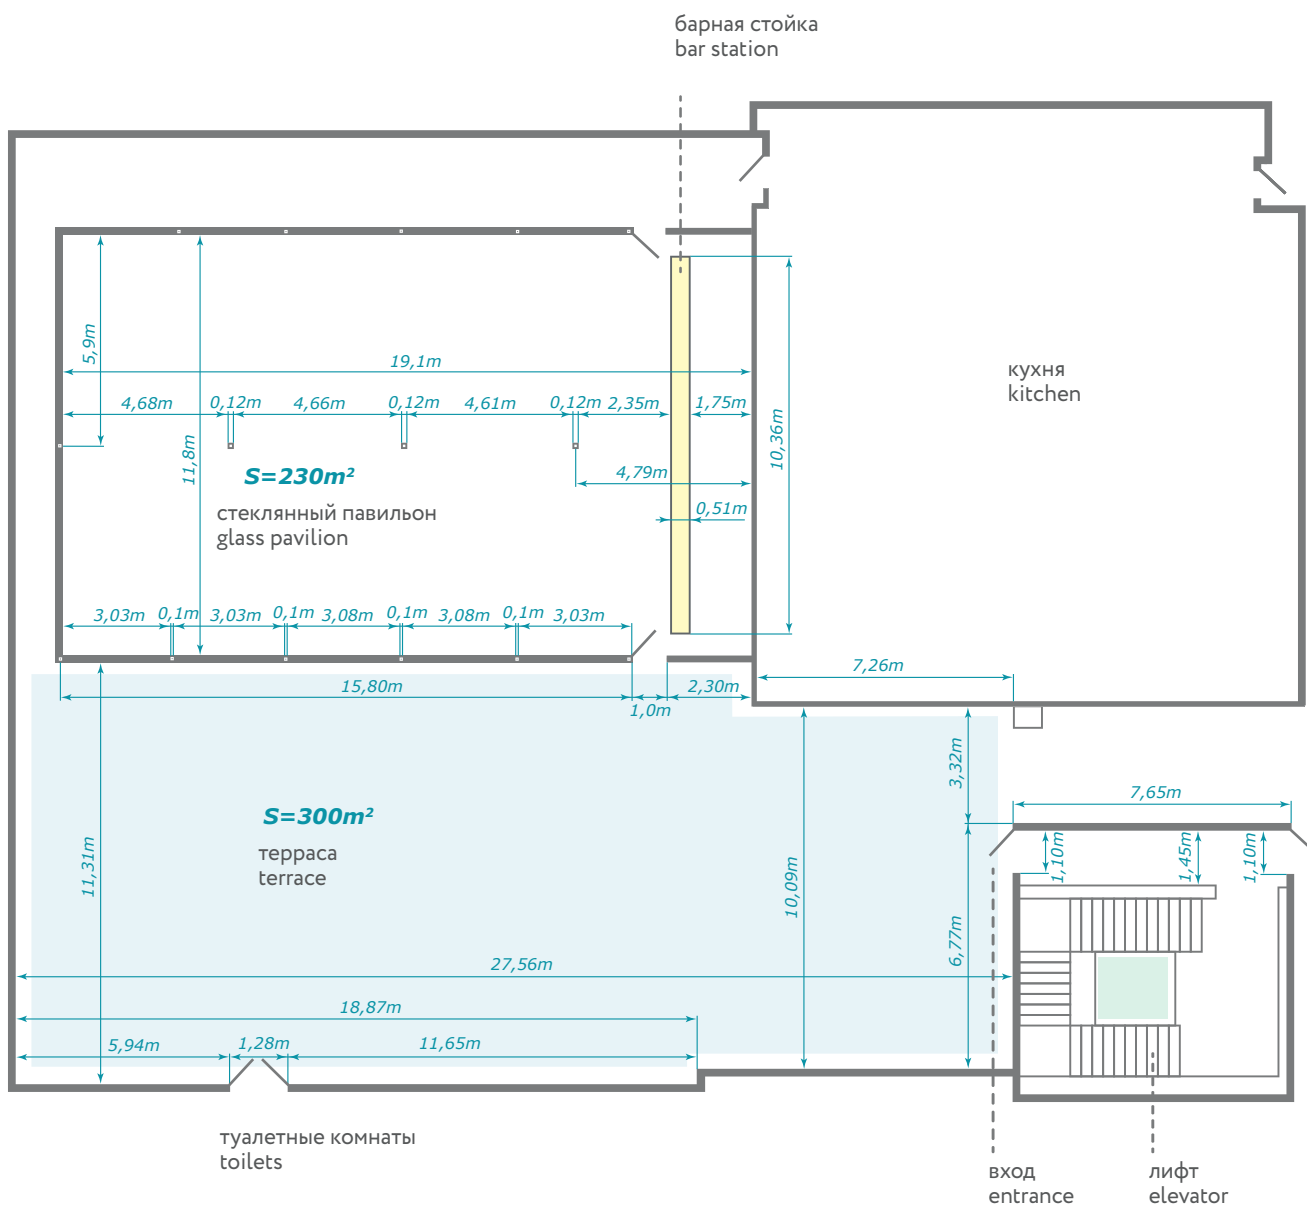 барная стойка
bar station
кухня
kitchen
5,9m
19,1m
4,68m
0,12m
4,66m
0,12m
4,61m
0,12m
2,35m
1,75m
10,36m
11,8m
4,79m
S=230m²
0,51m
стеклянный павильон
glass pavilion
3,03m
0,1m
3,03m
0,1m
3,08m
0,1m
3,08m
0,1m
3,03m
7,26m
15,80m
2,30m
1,0m
3,32m
7,65m
S=300m²
терраса
terrace
11,31m
10,09m
1,10m
1,45m
1,10m
6,77m
27,56m
18,87m
5,94m
1,28m
11,65m
туалетные комнаты
toilets
вход
entrance
лифт
elevator